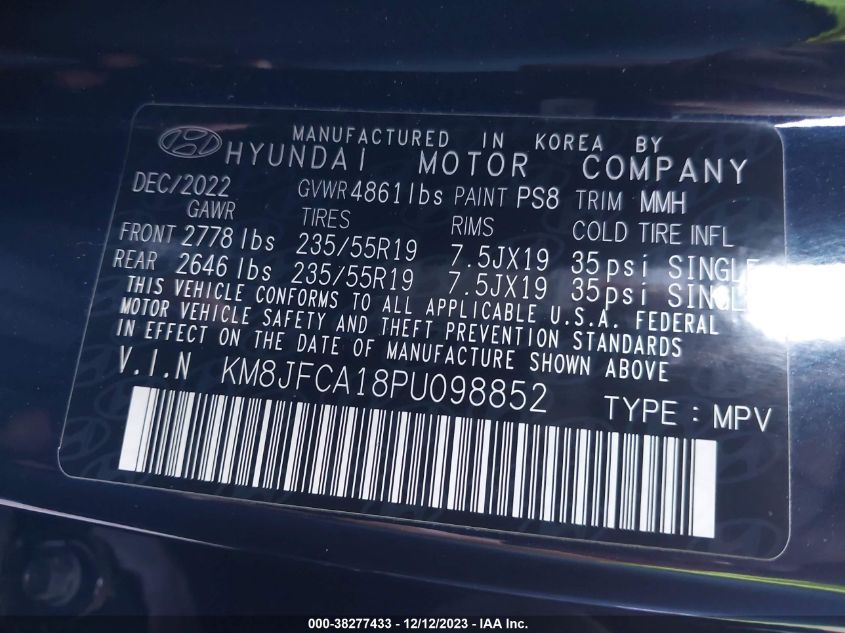 MANUFACTURED IN KOREA BY
HYUNDAI MOTOR COMPANY
DEC/2022 GVWR 4861 lbs PAINT PS8 TRIM MMH
GAWR TIRES RIMS COLD TIRE INFL
FRONT 2778 lbs 235/55R19 7.5JX19 35psi SINGLE
REAR 2646 lbs 235/55R19 7.5JX19 35psi SINGLE
THIS VEHICLE CONFORMS TO ALL APPLICABLE U.S.A. FEDERAL
MOTOR VEHICLE SAFETY AND THEFT PREVENTION STANDARDS
IN EFFECT ON THE DATE OF MANUFACTURE SHOWN ABOVE
V.I.N KM8JFCA18PU098852 TYPE : MPV
000-38277433 - 12/12/2023 - IAA Inc.